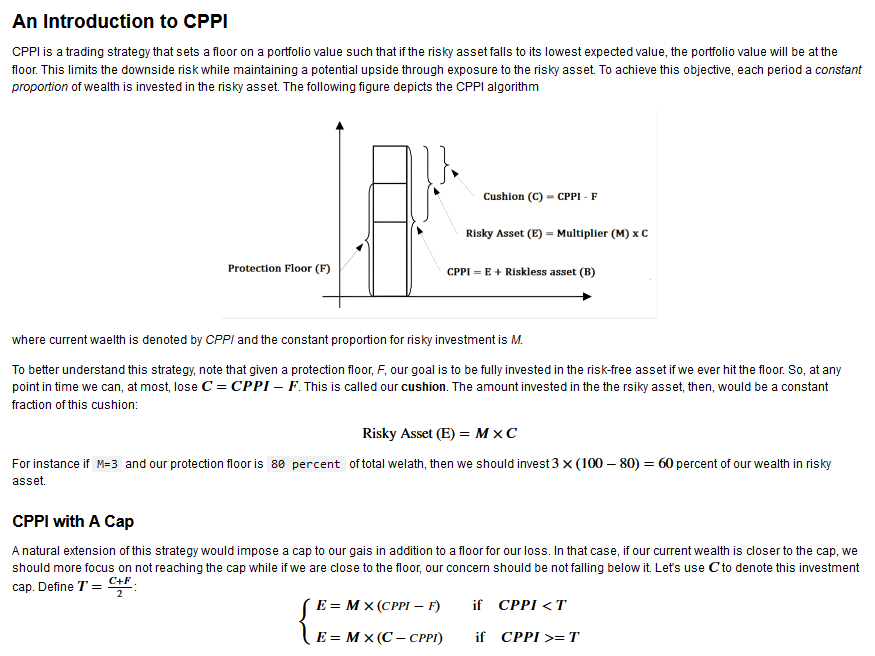 An Introduction to CPPI
CPPI is a trading strategy that sets a floor on a portfolio value such that if the risky asset falls to its lowest expected value, the portfolio value will be at the
floor. This limits the downside risk while maintaining a potential upside through exposure to the risky asset. To achieve this objective, each period a constant
proportion of wealth is invested in the risky asset. The following figure depicts the CPPI algorithm
Cushion (C) = CPPI - F
Risky Asset (E) = Multiplier (M) x C
Protection Floor (F)
CPPI = E + Riskless asset (B)
where current waelth is denoted by CPPI and the constant proportion for risky investment is M.
To better understand this strategy, note that given a protection floor, F, our goal is to be fully invested in the risk-free asset if we ever hit the floor. So, at any
point in time we can, at most, lose C = CPPI − F. This is called our cushion. The amount invested in the the rsiky asset, then, would be a constant
fraction of this cushion:
Risky Asset (E) = M × C
For instance if M=3 and our protection floor is 80 percent of total welath, then we should invest 3 × (100 − 80) = 60 percent of our wealth in risky
asset.
CPPI with A Cap
A natural extension of this strategy would impose a cap to our gais in addition to a floor for our loss. In that case, if our current wealth is closer to the cap, we
should more focus on not reaching the cap while if we are close to the floor, our concern should be not falling below it. Let's use C to denote this investment
cap. Define T = C+F/2 :
E = M × (CPPI − F) if CPPI < T
E = M × (C − CPPI) if CPPI >= T